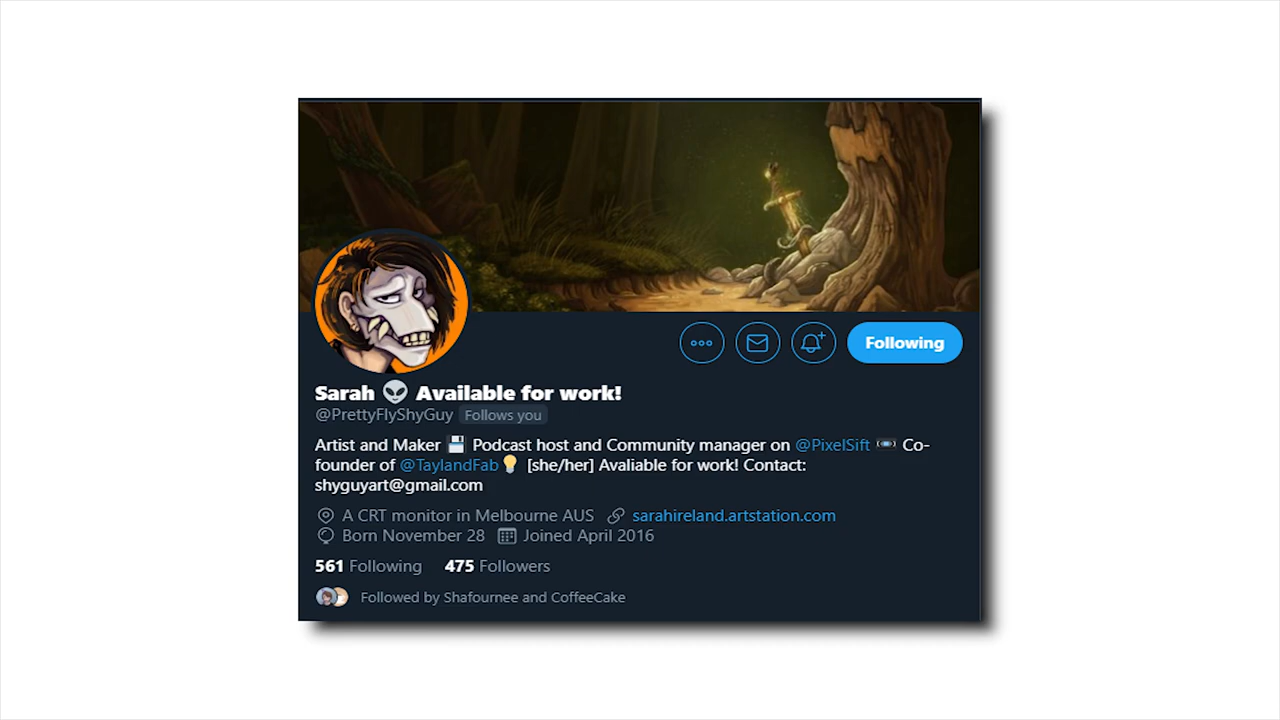 Following
Sarah 👽 Available for work!
@PrettyFlyShyGuy Follows you
Artist and Maker 💾 Podcast host and Community manager on @PixelSift 📼 Co-
founder of @TaylandFab💡 [she/her] Avaliable for work! Contact:
shyguyart@gmail.com
A CRT monitor in Melbourne AUS sarahireland.artstation.com
Born November 28 Joined April 2016
561 Following 475 Followers
Followed by Shafournee and CoffeeCake